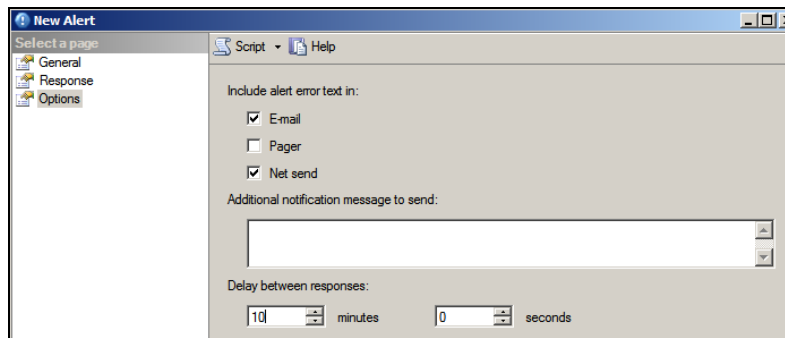 New Alert
Select a page
General
Response
Options
Script Help
Include alert error text in:
E-mail
Pager
Net send
Additional notification message to send:
Delay between responses:
10 minutes 0 seconds